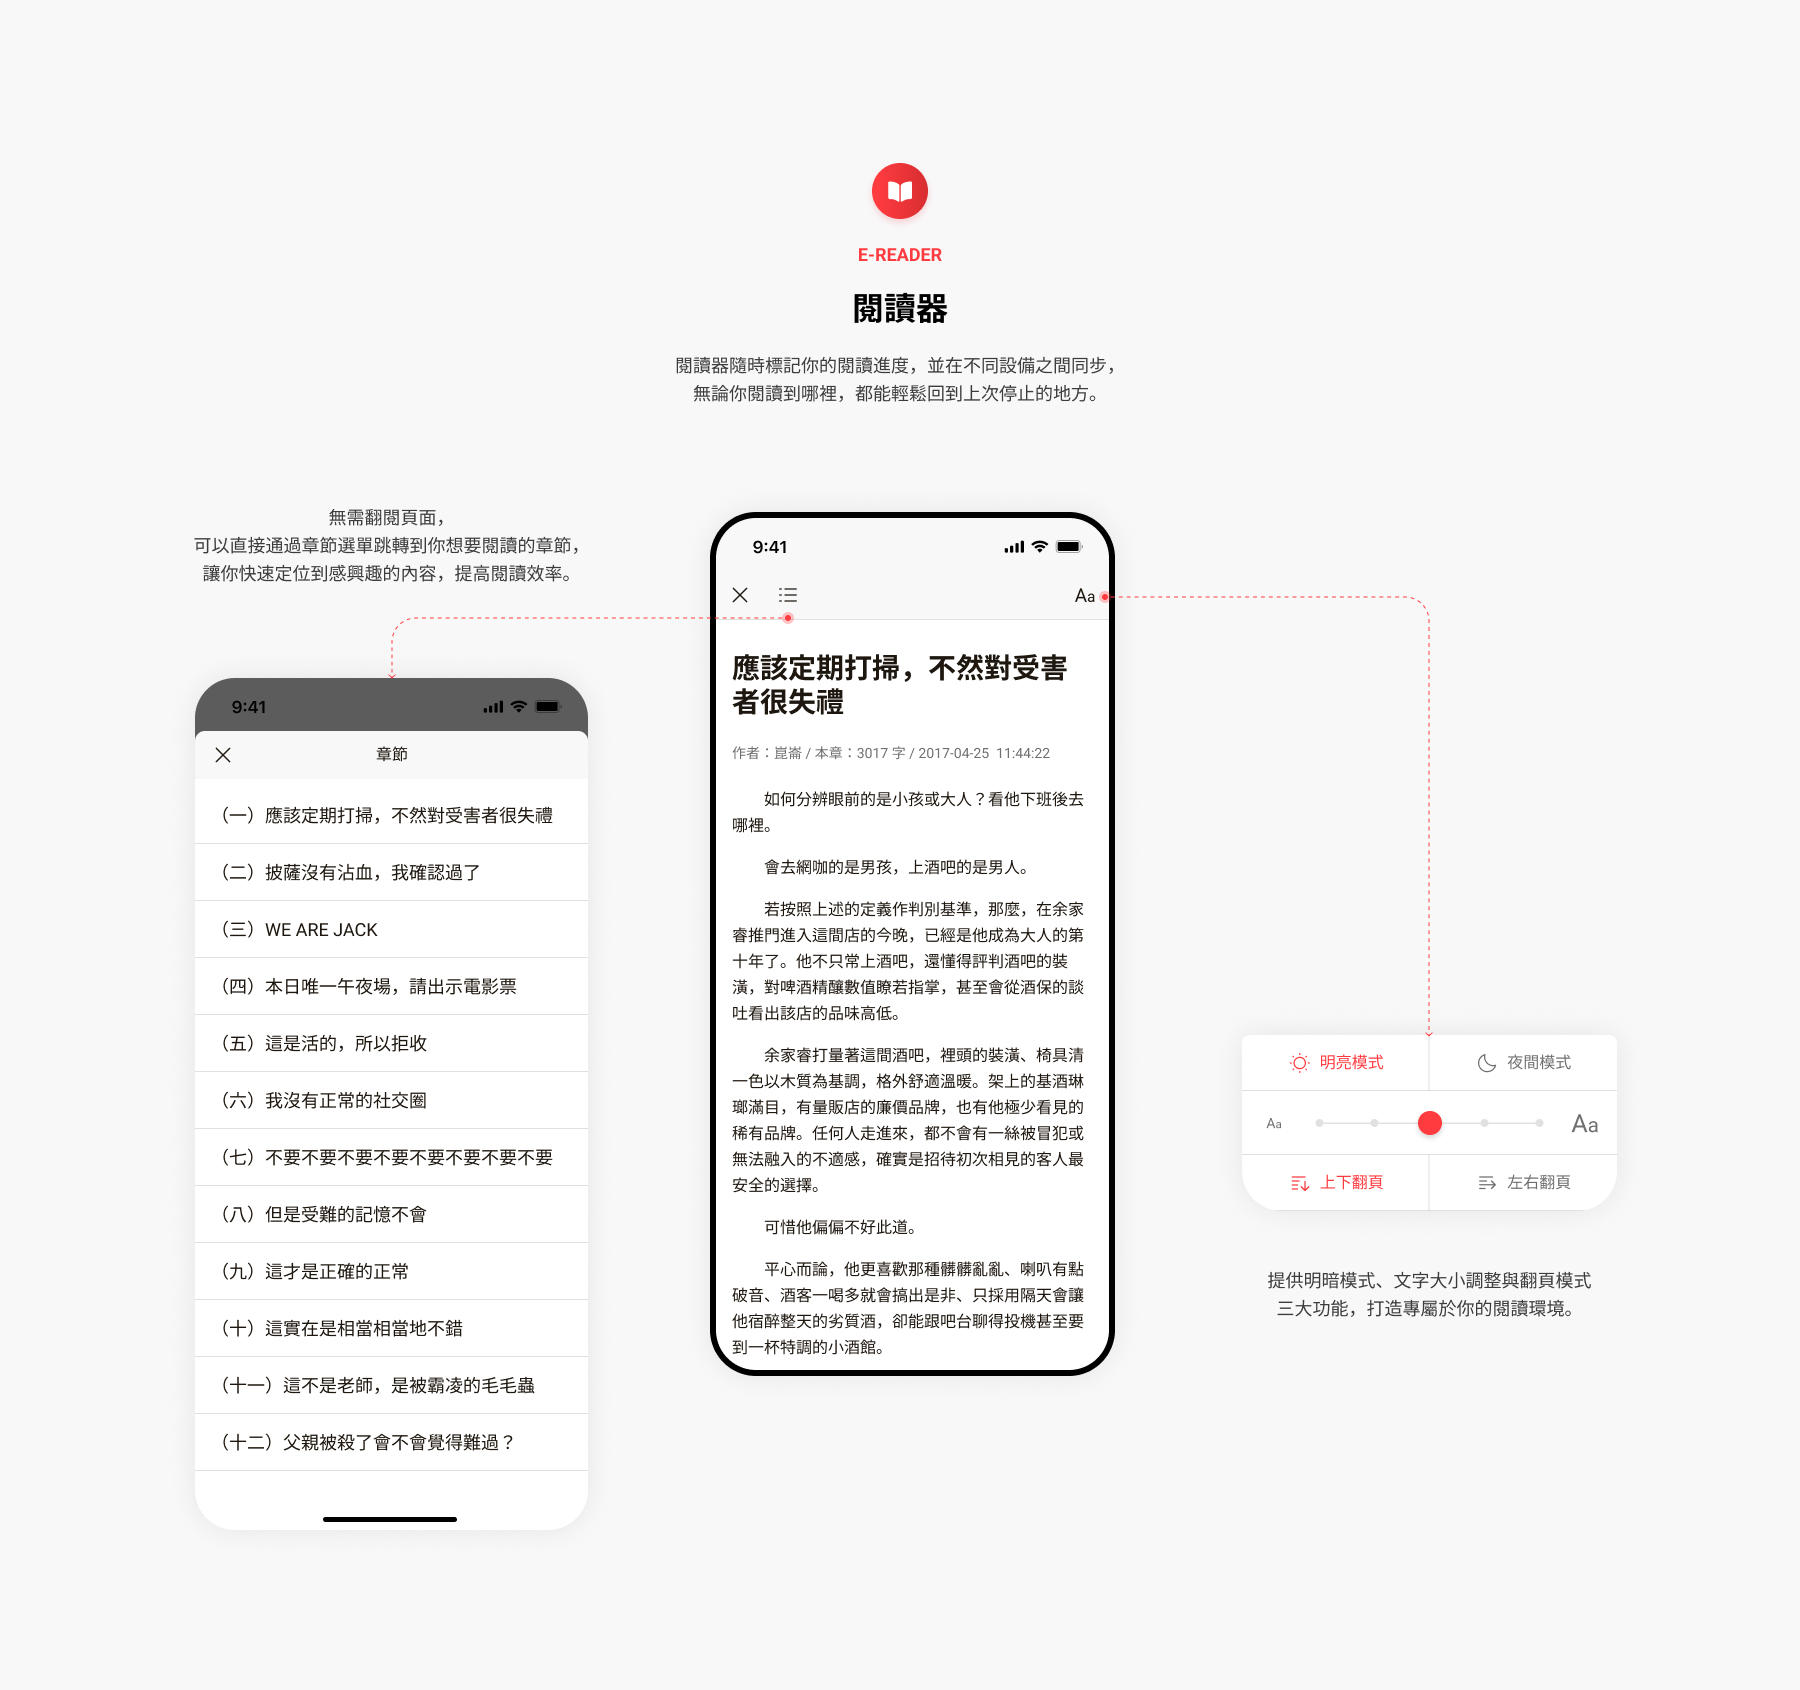 E-READER
閱讀器
閱讀器隨時標記你的閱讀進度，並在不同設備之間同步，
無論你閱讀到哪裡，都能輕鬆回到上次停止的地方。
無需翻閱頁面，
可以直接通過章節選單跳轉到你想要閱讀的章節，
讓你快速定位到感興趣的內容，提高閱讀效率。
9:41
章節
（一）應該定期打掃，不然對受害者很失禮
（二）披薩沒有沾血，我確認過了
（三）WE ARE JACK
（四）本日唯一午夜場，請出示電影票
（五）這是活的，所以拒收
（六）我沒有正常的社交圈
（七）不要不要不要不要不要不要不要不要
（八）但是受難的記憶不會
（九）這才是正確的正常
（十）這實在是相當相當地不錯
（十一）這不是老師，是被霸凌的毛毛蟲
（十二）父親被殺了會不會覺得難過？
9:41
Aa
應該定期打掃，不然對受害
者很失禮
作者：崑崙 / 本章：3017 字 / 2017-04-25 11:44:22
如何分辨眼前的是小孩或大人？看他下班後去
哪裡。
會去網咖的是男孩，上酒吧的是男人。
若按照上述的定義作判別基準，那麼，在余家
睿推門進入這間店的今晚，已經是他成為大人的第
十年了。他不只常上酒吧，還懂得評判酒吧的裝
潢，對啤酒精釀數值瞭若指掌，甚至會從酒保的談
吐看出該店的品味高低。
余家睿打量著這間酒吧，裡頭的裝潢、椅具清
一色以木質為基調，格外舒適溫暖。架上的基酒琳
瑯滿目，有量販店的廉價品牌，也有他極少看見的
稀有品牌。任何人走進來，都不會有一絲被冒犯或
無法融入的不適感，確實是招待初次相見的客人最
安全的選擇。
可惜他偏偏不好此道。
平心而論，他更喜歡那種髒髒亂亂、喇叭有點
破音、酒客一喝多就會搞出是非、只採用隔天會讓
他宿醉整天的劣質酒，卻能跟吧台聊得投機甚至要
到一杯特調的小酒館。
明亮模式
夜間模式
Aa
Aa
上下翻頁
左右翻頁
提供明暗模式、文字大小調整與翻頁模式
三大功能，打造專屬於你的閱讀環境。